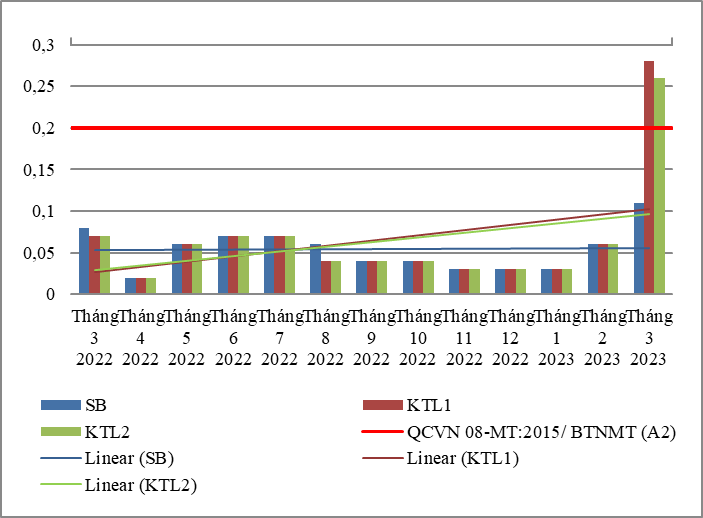 0,3
0,25
0,2
0,15
0,1
0,05
0
Tháng 3 2022
Tháng 4 2022
Tháng 5 2022
Tháng 6 2022
Tháng 7 2022
Tháng 8 2022
Tháng 9 2022
Tháng 10 2022
Tháng 11 2022
Tháng 12 2022
Tháng 1 2023
Tháng 2 2023
Tháng 3 2023
SB
KTL1
KTL2
QCVN 08-MT:2015/ BTNMT (A2)
Linear (SB)
Linear (KTL1)
Linear (KTL2)